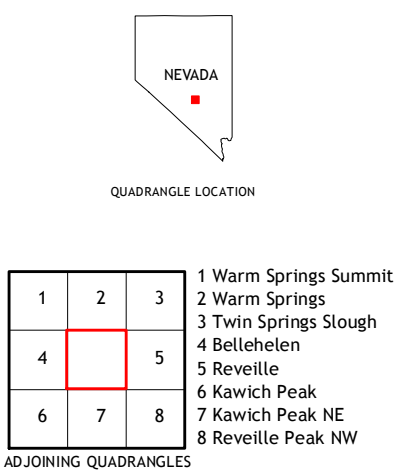 NEVADA
QUADRANGLE LOCATION
1 2 3
4 5
6 7 8
1 Warm Springs Summit
2 Warm Springs
3 Twin Springs Slough
4 Bellehelen
5 Reveille
6 Kawich Peak
7 Kawich Peak NE
8 Reveille Peak NW
ADJOINING QUADRANGLES